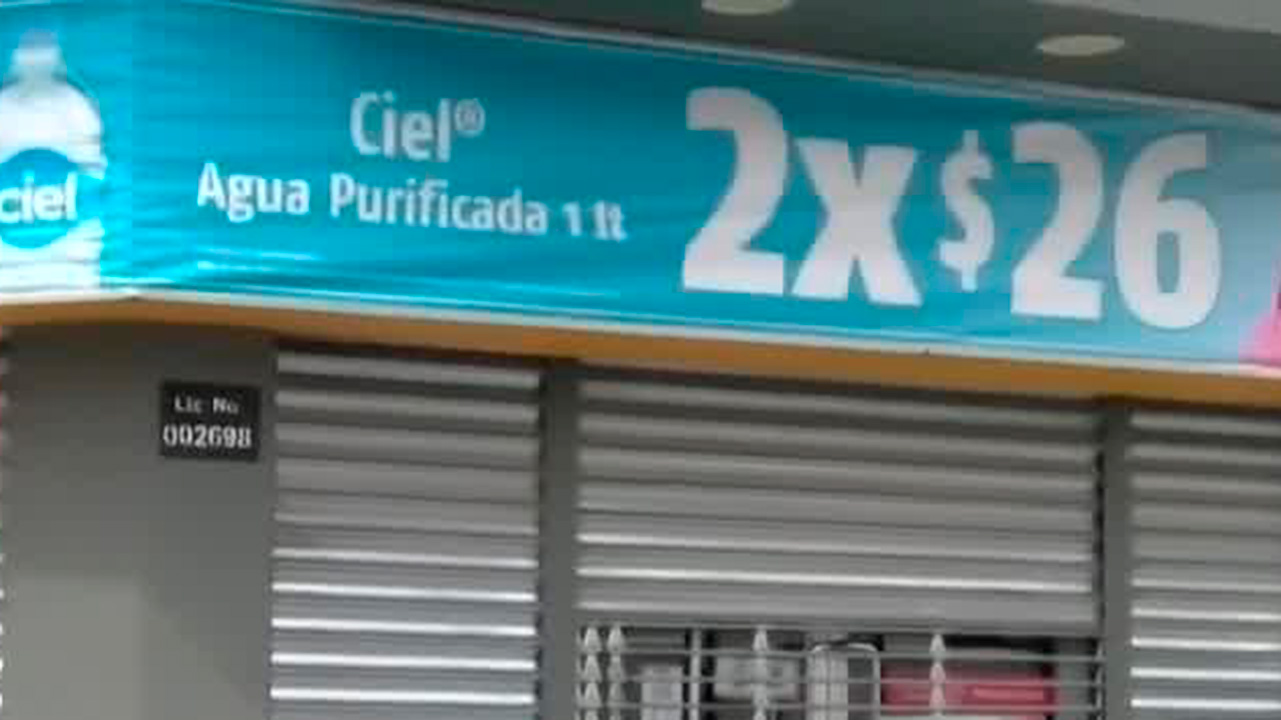 Ciel®
Agua Purificada 1 lt
2x$26
ciel
Lic No
002698